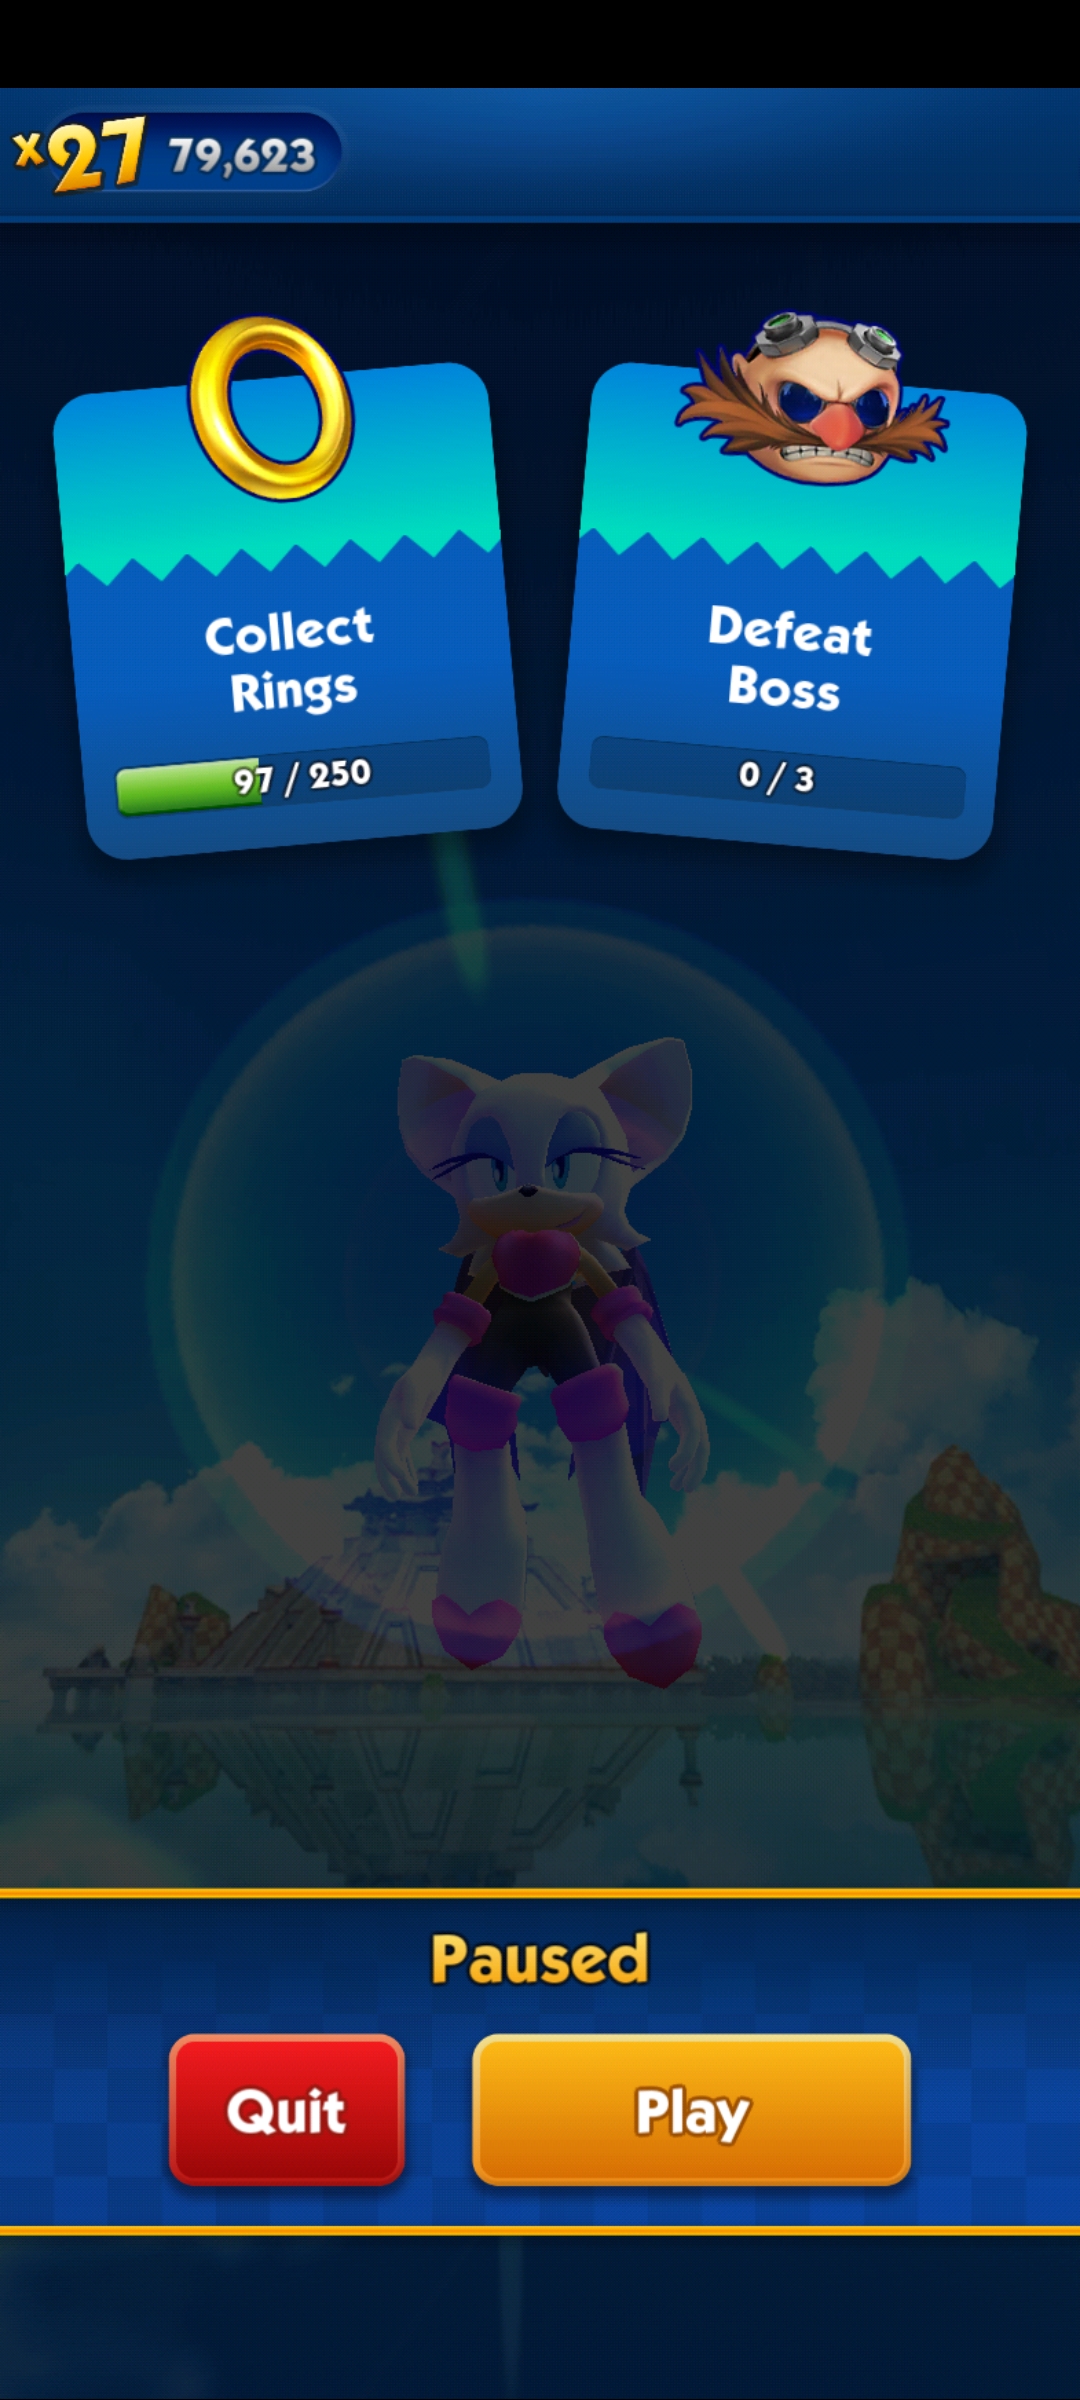 x27 79,623
Collect
Rings
97 / 250
Defeat
Boss
0 / 3
Paused
Quit
Play